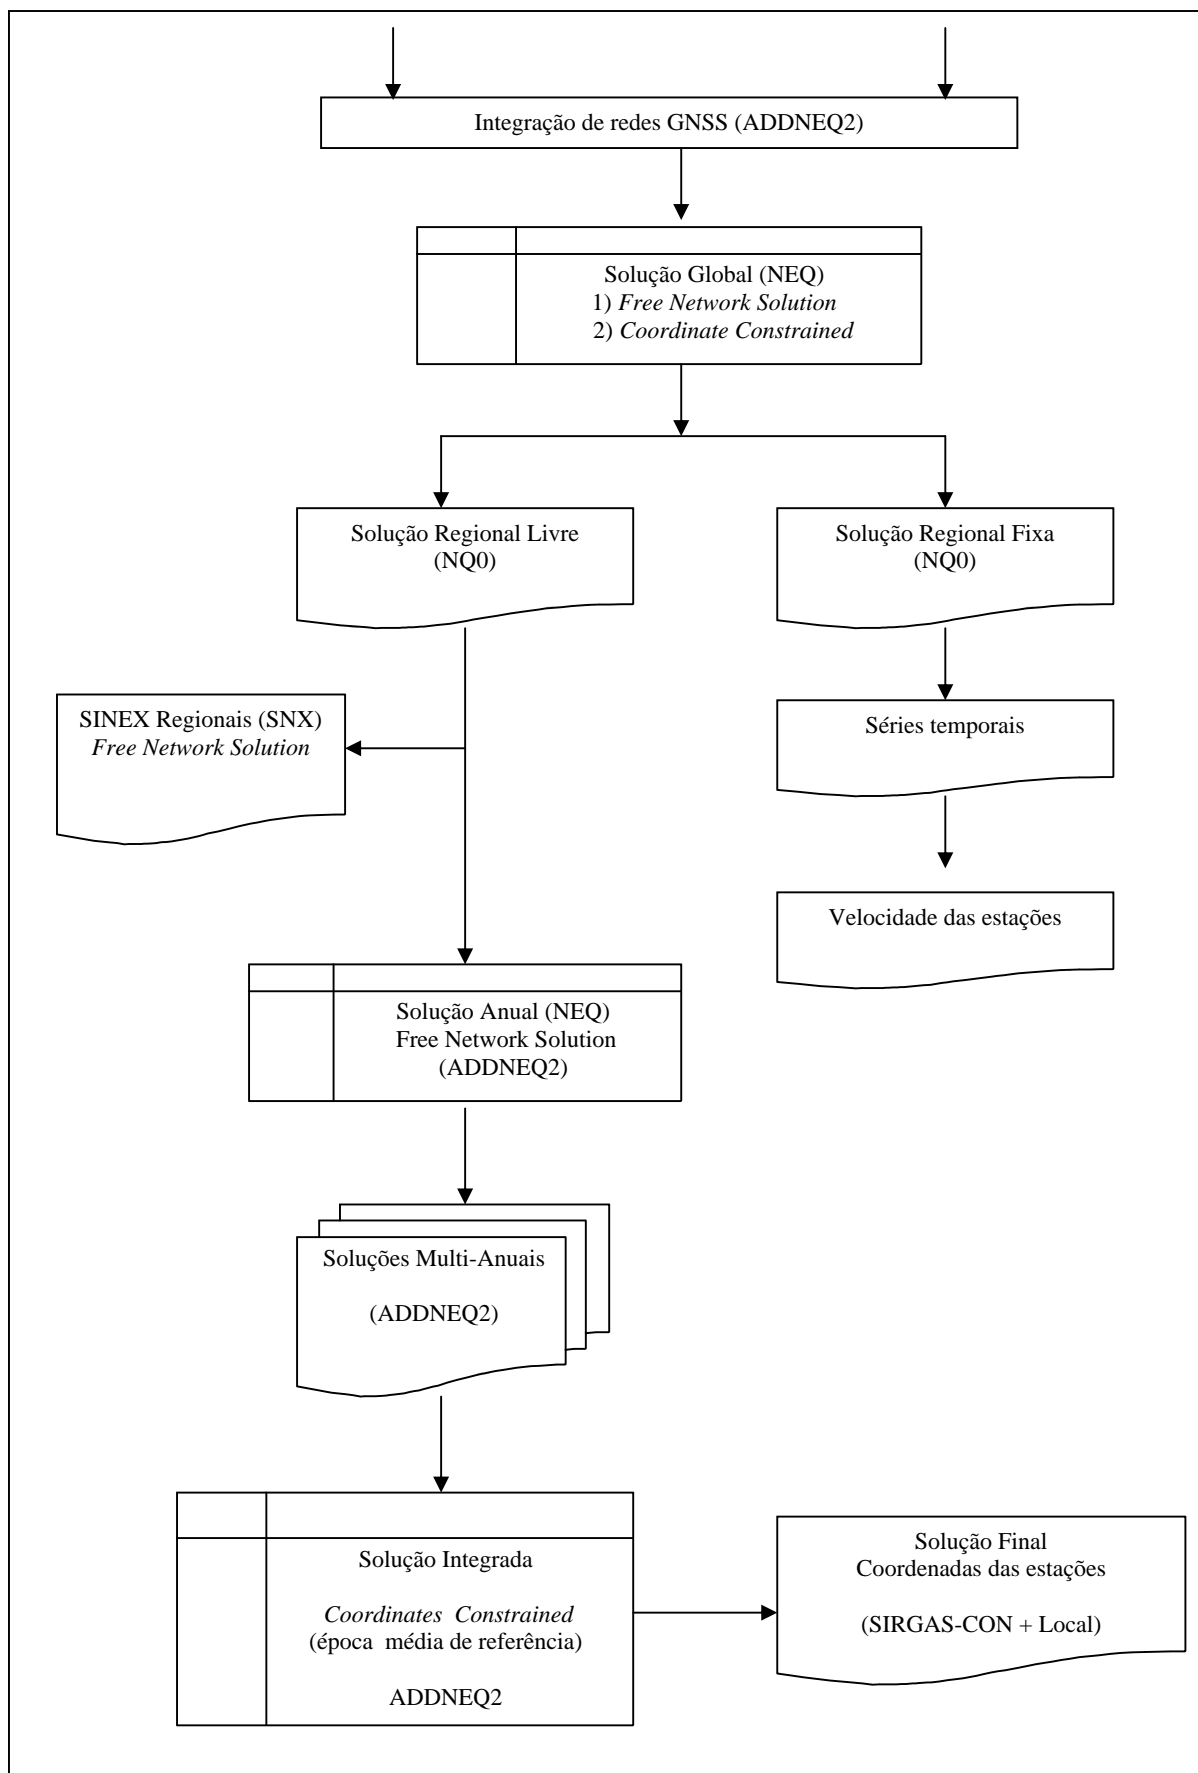 Integração de redes GNSS (ADDNEQ2)
Solução Global (NEQ)
1) Free Network Solution
2) Coordinate Constrained
Solução Regional Livre
(NQ0)
Solução Regional Fixa
(NQ0)
SINEX Regionais (SNX)
Free Network Solution
Séries temporais
Velocidade das estações
Solução Anual (NEQ)
Free Network Solution
(ADDNEQ2)
Soluções Multi-Anuais
(ADDNEQ2)
Solução Integrada
Coordinates Constrained
(época média de referência)
ADDNEQ2
Solução Final
Coordenadas das estações
(SIRGAS-CON + Local)